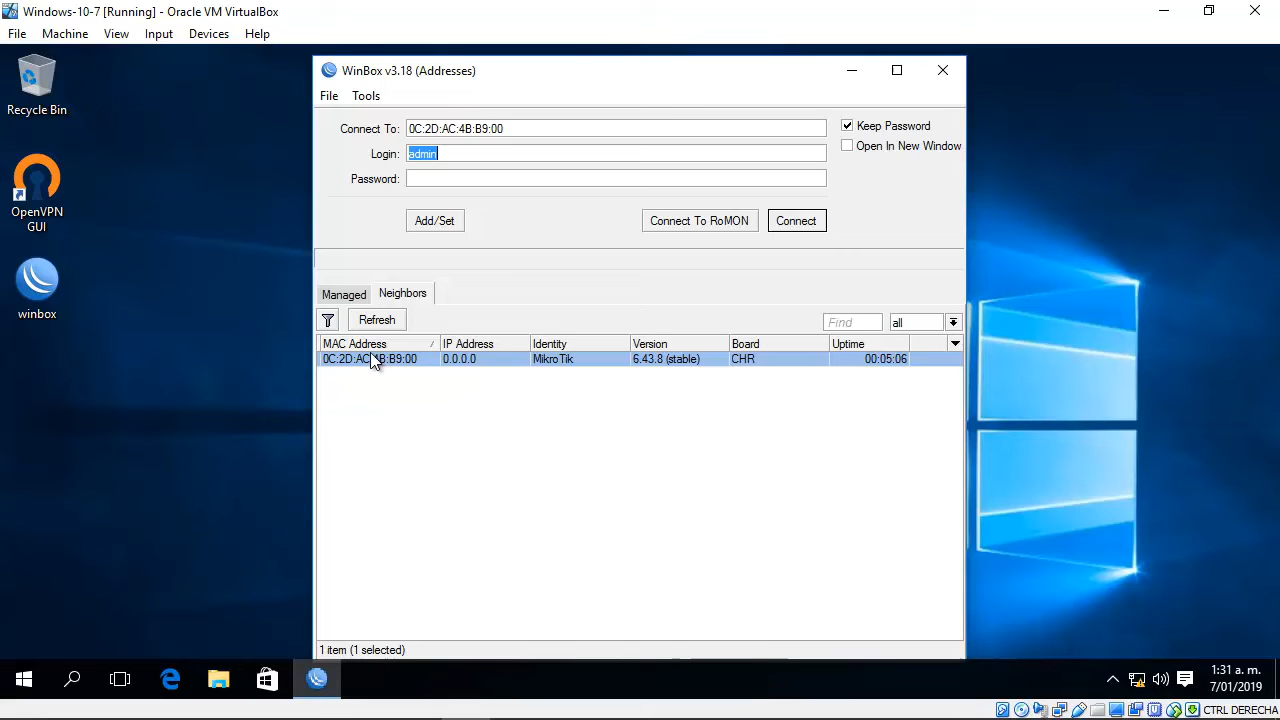 Windows-10-7 [Running] - Oracle VM VirtualBox
File Machine View Input Devices Help
Recycle Bin
OpenVPN
GUI
winbox
WinBox v3.18 (Addresses)
File Tools
Connect To: 0C:2D:AC:4B:B9:00
Keep Password
Login: admin
Open In New Window
Password:
Add/Set Connect To RoMON Connect
Managed Neighbors
Refresh Find all
MAC Address IP Address Identity Version Board Uptime
0C:2D:AC:4B:B9:00 0.0.0.0 MikroTik 6.43.8 (stable) CHR 00:05:06
1 item (1 selected)
1:31 a. m.
7/01/2019
CTRL DERECHA